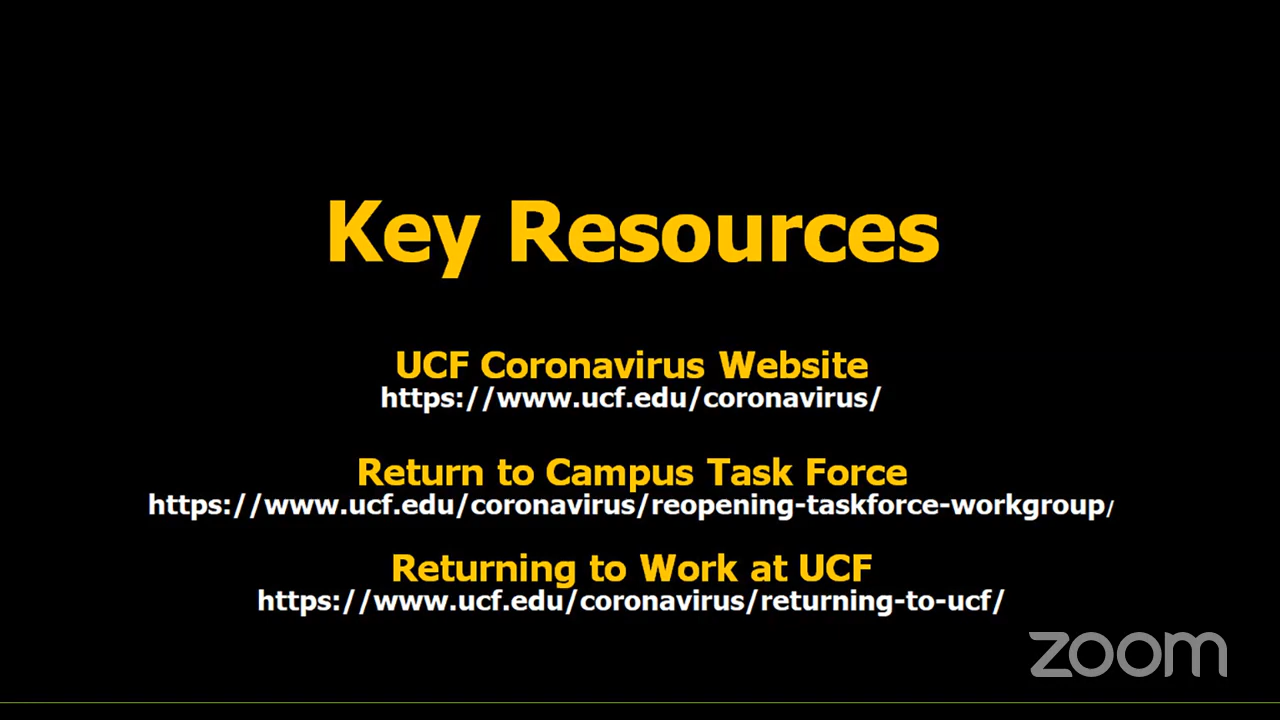 Key Resources
UCF Coronavirus Website
https://www.ucf.edu/coronavirus/
Return to Campus Task Force
https://www.ucf.edu/coronavirus/reopening-taskforce-workgroup/
Returning to Work at UCF
https://www.ucf.edu/coronavirus/returning-to-ucf/
zoom